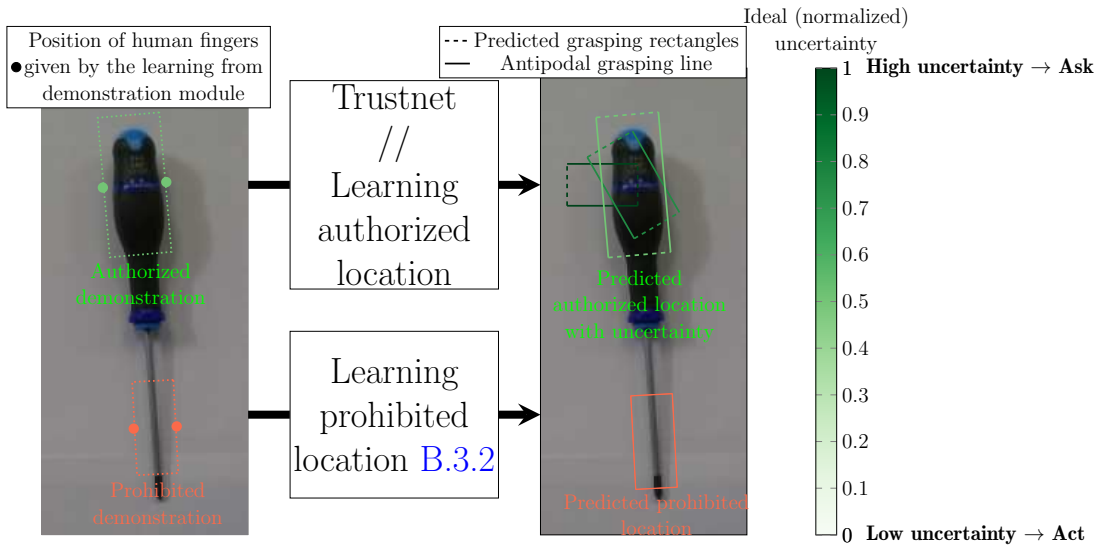 Position of human fingers
given by the learning from
demonstration module
Authorized
demonstration
Prohibited
demonstration
Trustnet
//
Learning
authorized
location
Learning
prohibited
location B.3.2
Predicted grasping rectangles
Antipodal grasping line
Predicted
authorized location
with uncertainty
Predicted prohibited
location
Ideal (normalized)
uncertainty
1 High uncertainty → Ask
0.9
0.8
0.7
0.6
0.5
0.4
0.3
0.2
0.1
0 Low uncertainty → Act